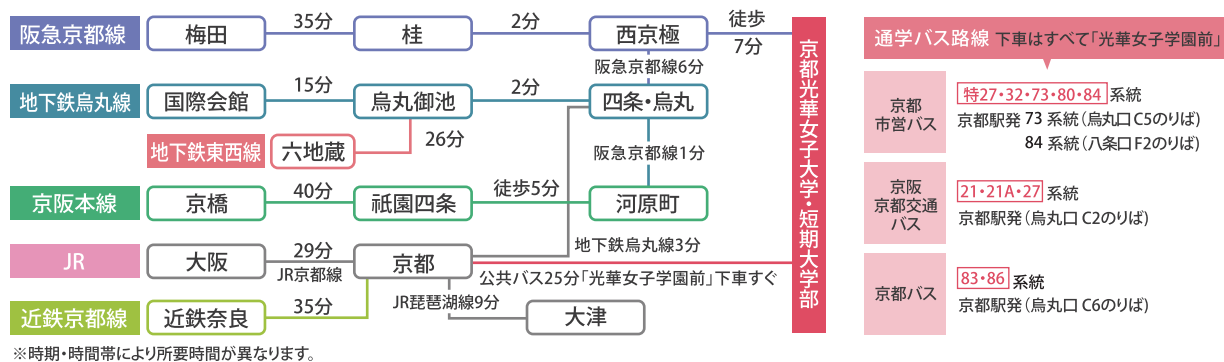 阪急京都線
梅田
35分
桂
2分
西京極
徒歩
7分
阪急京都線6分
地下鉄烏丸線
国際会館
15分
烏丸御池
2分
四条・烏丸
地下鉄東西線
六地蔵
26分
阪急京都線1分
京阪本線
京橋
40分
祇園四条
徒歩5分
河原町
JR
大阪
29分
JR京都線
京都
地下鉄烏丸線3分
公共バス25分「光華女子学園前」下車すぐ
近鉄京都線
近鉄奈良
35分
JR琵琶湖線9分
大津
京都光華女子大学・短期大学部
※時期・時間帯により所要時間が異なります。
通学バス路線 下車はすべて「光華女子学園前」
京都
市営バス
特27・32・73・80・84 系統
京都駅発 73 系統（烏丸口 C5のりば）
84 系統（八条口 F2のりば）
京阪
京都交通
バス
21・21A・27 系統
京都駅発（烏丸口 C2のりば）
京都バス
83・86 系統
京都駅発（烏丸口 C6のりば）